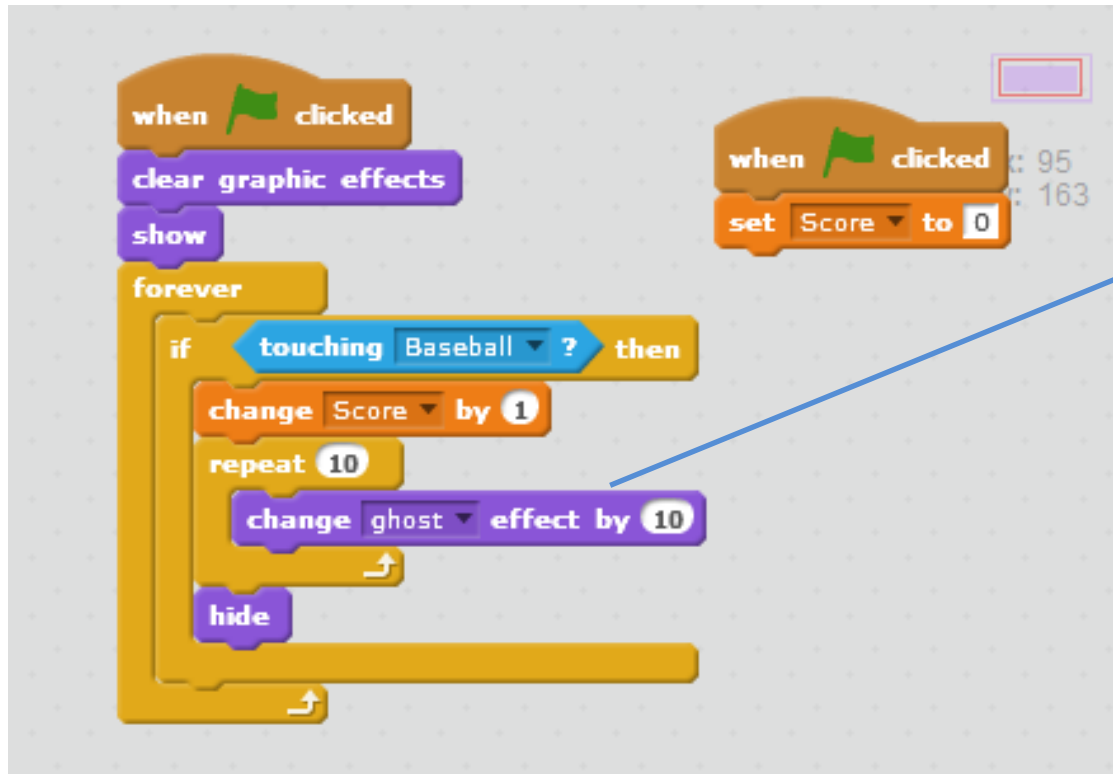 when clicked
clear graphic effects
show
forever
if touching Baseball ? then
change Score by 1
repeat 10
change ghost effect by 10
hide
when clicked
set Score to 0
x: 95
y: 163